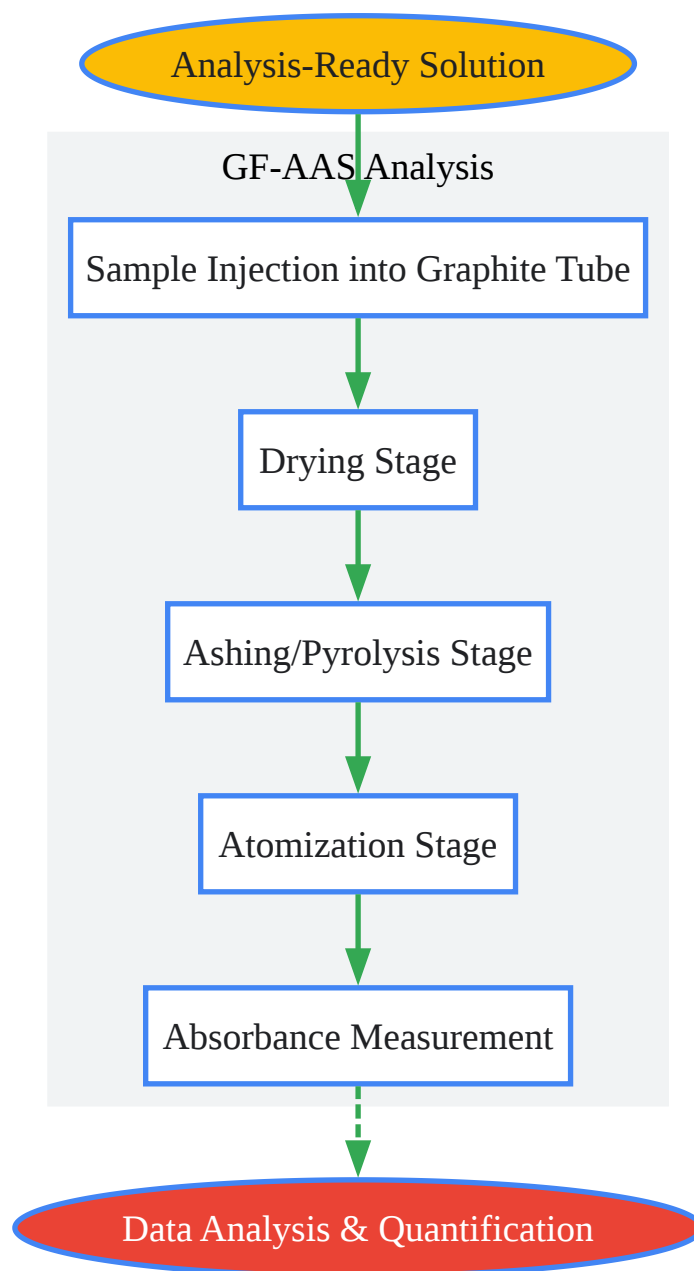 Analysis-Ready Solution
GF-AAS Analysis
Sample Injection into Graphite Tube
Drying Stage
Ashing/Pyrolysis Stage
Atomization Stage
Absorbance Measurement
Data Analysis & Quantification